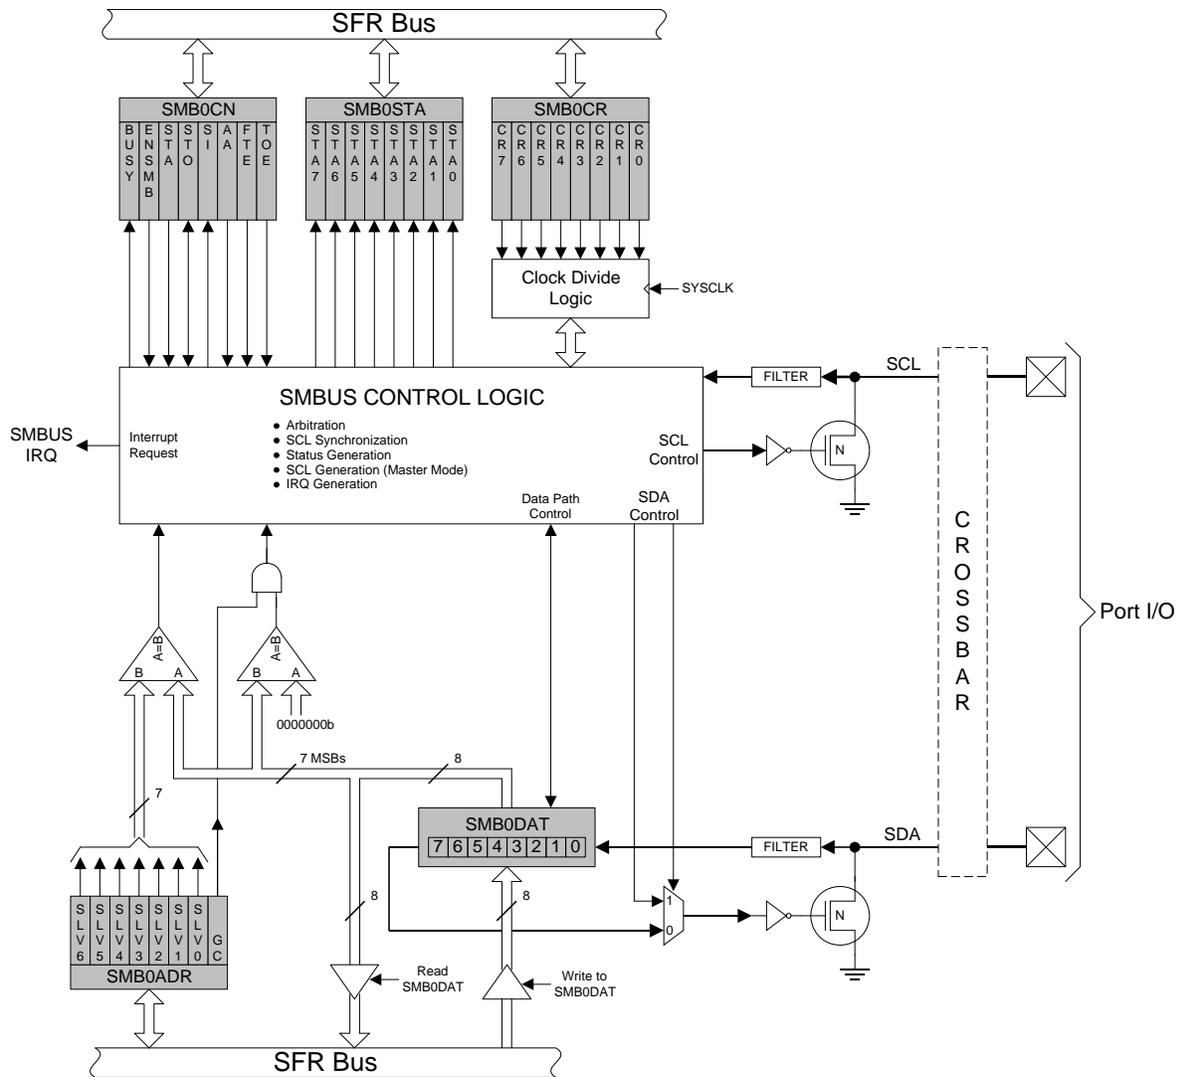 SFR Bus
SMB0CN
SMB0STA
SMB0CR
BUSY
ENSMB
STA
STO
SI
AA
FTE
TOE
STA7
STA6
STA5
STA4
STA3
STA2
STA1
STA0
CR7
CR6
CR5
CR4
CR3
CR2
CR1
CR0
Clock Divide
Logic
SYSCLK
SMBUS CONTROL LOGIC
Arbitration
SCL Synchronization
Status Generation
SCL Generation (Master Mode)
IRQ Generation
SMBUS
IRQ
Interrupt
Request
SCL
Control
Data Path
Control
SDA
Control
FILTER
SCL
N
CROSSBAR
Port I/O
A=B
B
A
A=B
B
A
0000000b
7 MSBs
8
7
SMB0DAT
7 6 5 4 3 2 1 0
8
8
FILTER
SDA
1
0
N
SLV6
SLV5
SLV4
SLV3
SLV2
SLV1
SLV0
GC
SMB0ADR
Read
SMB0DAT
Write to
SMB0DAT
SFR Bus